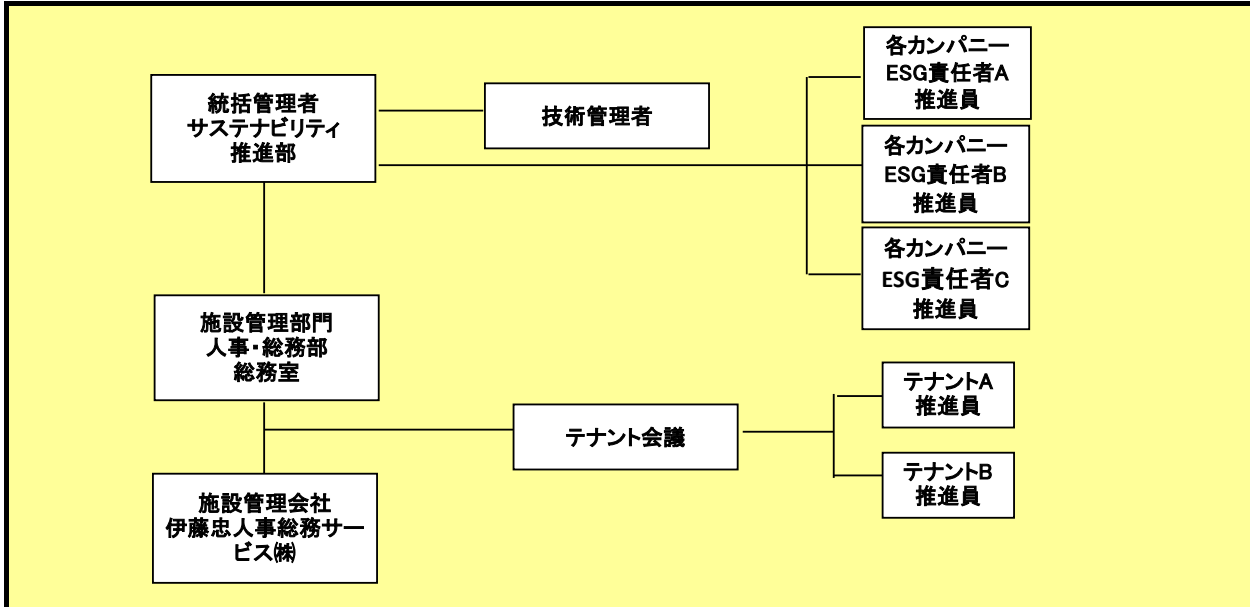 統括管理者
サステナビリティ
推進部
技術管理者
各カンパニー
ESG責任者A
推進員
各カンパニー
ESG責任者B
推進員
各カンパニー
ESG責任者C
推進員
施設管理部門
人事・総務部
総務室
テナント会議
テナントA
推進員
テナントB
推進員
施設管理会社
伊藤忠人事総務サー
ビス㈱